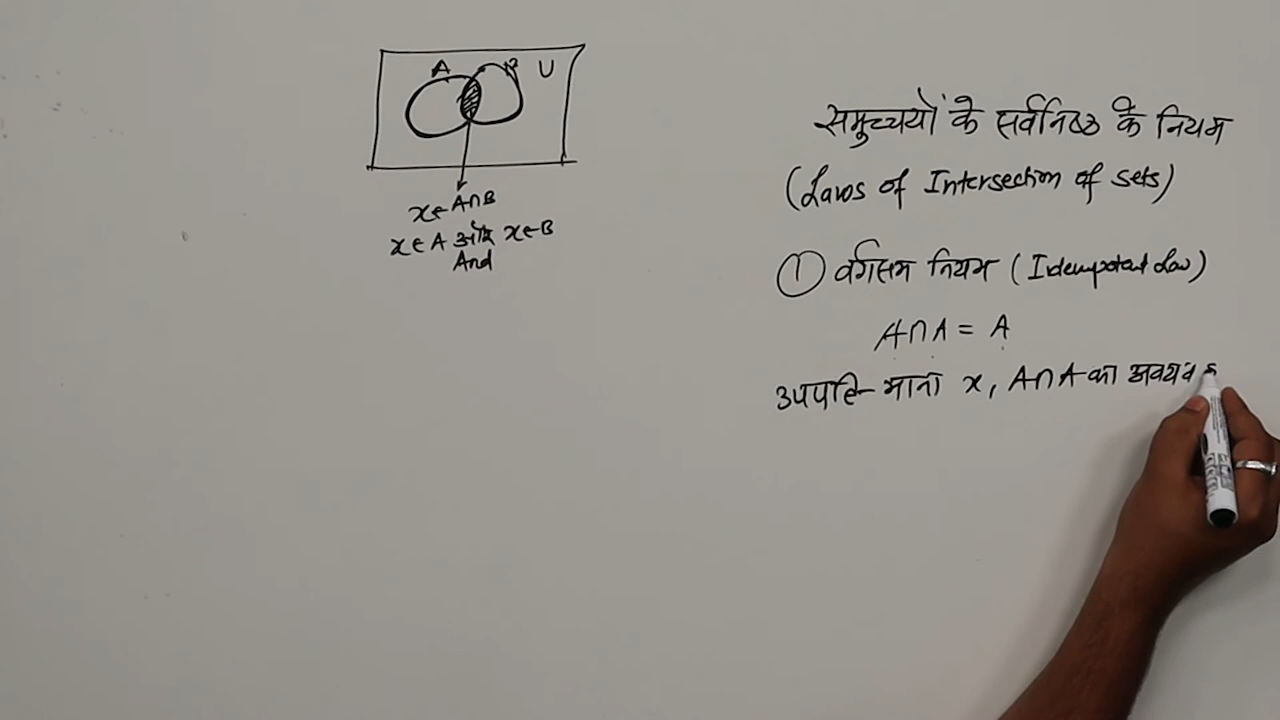 A B U
x ∈ A∩B
x ∈ A और x ∈ B
And
समुच्चयों के सर्वनिष्ठ के नियम
(Laws of Intersection of sets)
① वर्गसम नियम (Idempotent Law)
A∩A = A
उपपत्ति- माना x, A∩A का अवयव